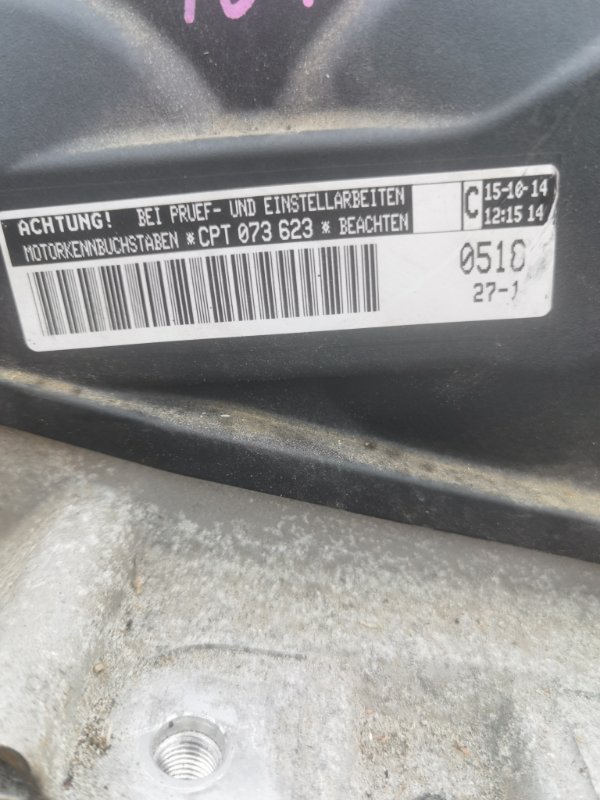 ACHTUNG! BEI PRUEF- UND EINSTELLARBEITEN
MOTORKENNBUCHSTABEN *CPT 073 623* BEACHTEN
C
15-10-14
12:15 14
0518
27-1